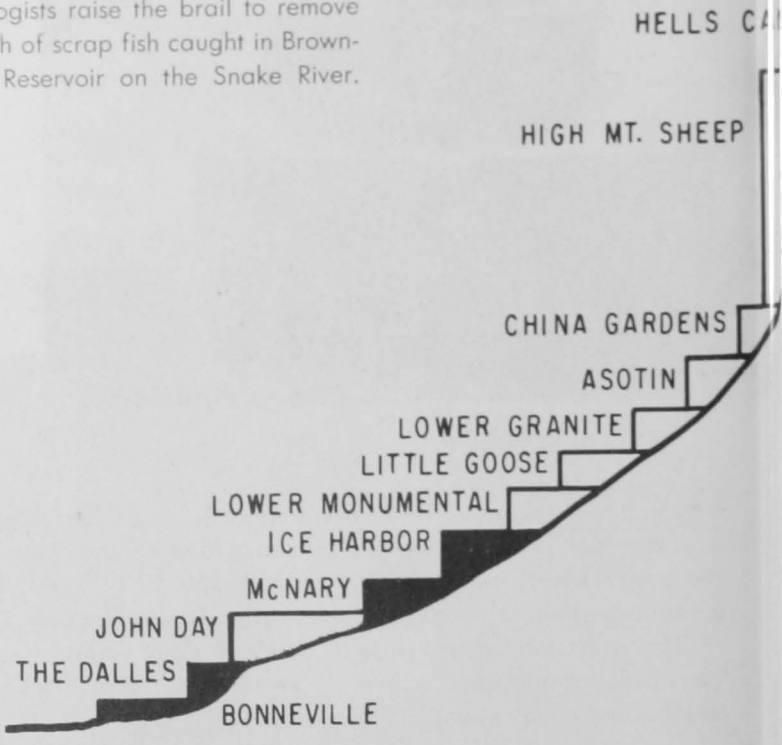 raise the brail to remove
of scrap fish caught in Brown-
Reservoir on the Snake River.
HELLS
HIGH MT. SHEEP
CHINA GARDENS
ASOTIN
LOWER GRANITE
LITTLE GOOSE
LOWER MONUMENTAL
ICE HARBOR
McNARY
JOHN DAY
THE DALLES
BONNEVILLE